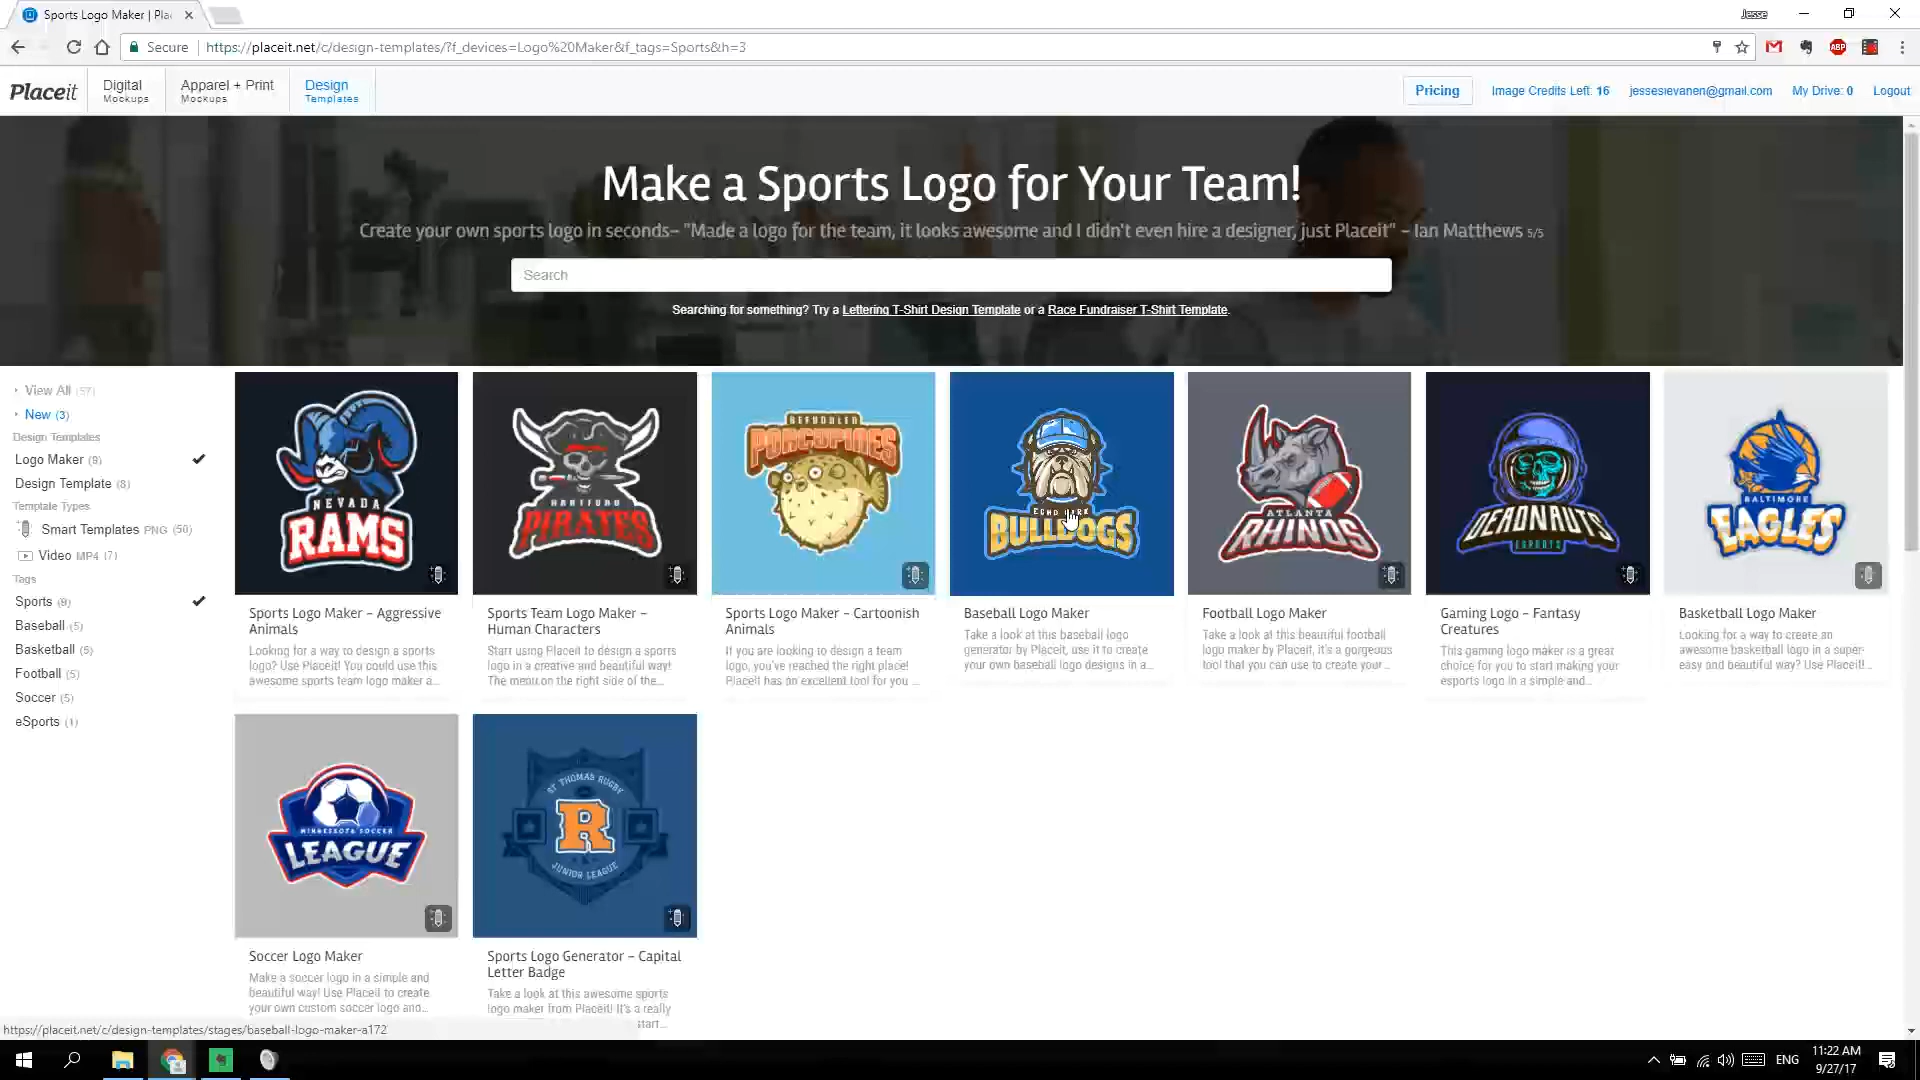 Sports Logo Maker | Pla
Jesse
Secure
https://placeit.net/c/design-templates/?f_devices=Logo%20Maker&f_tags=Sports&h=3
ABP
Placeit
Digital
Mockups
Apparel + Print
Mockups
Design
Templates
Pricing
Image Credits Left: 16
jessesievanen@gmail.com
My Drive: 0
Logout
Make a Sports Logo for Your Team!
Create your own sports logo in seconds– "Made a logo for the team, it looks awesome and I didn't even hire a designer, just Placeit" – Ian Matthews 5/5
Search
Searching for something? Try a Lettering T-Shirt Design Template or a Race Fundraiser T-Shirt Template.
View All (57)
New (3)
Design Templates
Logo Maker (9)
Design Template (8)
Template Types
Smart Templates PNG (50)
Video MP4 (7)
Tags
Sports (9)
Baseball (5)
Basketball (5)
Football (5)
Soccer (5)
eSports (1)
NEVADA
RAMS
Sports Logo Maker – Aggressive
Animals
Looking for a way to design a sports
logo? Use Placeit! You could use this
awesome sports team logo maker a...
HARTFORD
PIRATES
Sports Team Logo Maker –
Human Characters
Start using Placeit to design a sports
logo in a creative and beautiful way!
The menu on the right side of the...
BEFUDDLED
PORCUPINES
Sports Logo Maker – Cartoonish
Animals
If you are looking to design a team
logo, you've reached the right place!
Placeit has an excellent tool for you ...
ECHO PARK
BULLDOGS
Baseball Logo Maker
Take a look at this baseball logo
generator by Placeit, use it to create
your own baseball logo designs in a...
ATLANTA
RHINOS
Football Logo Maker
Take a look at this beautiful football
logo maker by Placeit, it's a gorgeous
tool that you can use to create your...
DEADNAUTS
ESPORTS
Gaming Logo – Fantasy
Creatures
This gaming logo maker is a great
choice for you to start making your
esports logo in a simple and...
BALTIMORE
EAGLES
Basketball Logo Maker
Looking for a way to create an
awesome basketball logo in a super-
easy and beautiful way? Use Placeit!...
MINNESOTA SOCCER
LEAGUE
Soccer Logo Maker
Make a soccer logo in a simple and
beautiful way! Use Placeit to create
your own custom soccer logo and...
ST THOMAS RUGBY
R
JUNIOR LEAGUE
Sports Logo Generator – Capital
Letter Badge
Take a look at this awesome sports
logo maker from Placeit! It's a really
start...
https://placeit.net/c/design-templates/stages/baseball-logo-maker-a172
ENG
11:22 AM
9/27/17